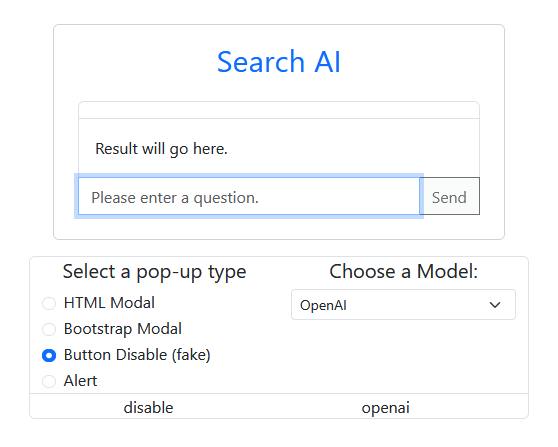 Search AI
Result will go here.
Please enter a question.
Send
Select a pop-up type
HTML Modal
Bootstrap Modal
Button Disable (fake)
Alert
Choose a Model:
OpenAI
disable
openai